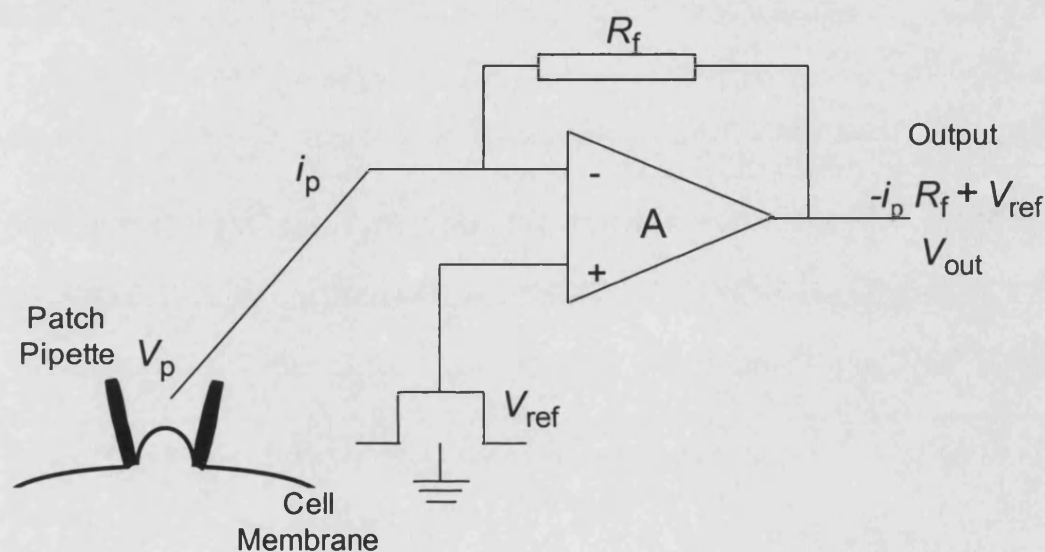 R_f
i_p
-
A
+
Output
-i_p R_f + V_ref
V_out
Patch
Pipette
V_p
V_ref
Cell
Membrane